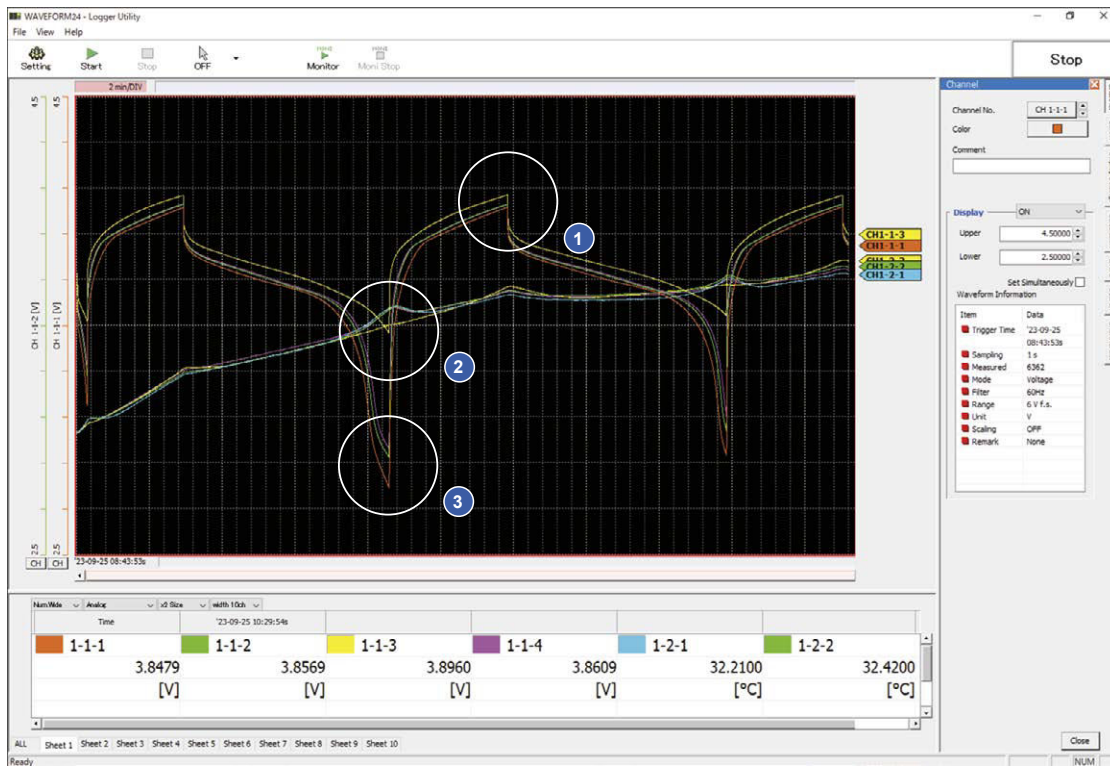 WAVEFORM24 - Logger Utility
File View Help
Setting Start Stop OFF Monitor Moni Stop
Stop
2 min/DIV
4.5 4.5
CH 1-1-2 [V] CH 1-1-1 [V]
2.5 2.5
CH CH '23-09-25 08:43:53s
1
2
3
CH1-1-3
CH1-1-1
CH1-2-2
CH1-2-1
Channel
Channel No. CH 1-1-1
Color
Comment
Display ON
Upper 4.50000
Lower 2.50000
Set Simultaneously
Waveform Information
Item Data
Trigger Time '23-09-25
08:43:53s
Sampling 1 s
Measured 6362
Mode Voltage
Filter 60Hz
Range 6 V f.s.
Unit V
Scaling OFF
Remark None
Close
Num.Wide Analog x2 Size width 10ch
Time '23-09-25 10:29:54s
1-1-1 1-1-2 1-1-3 1-1-4 1-2-1 1-2-2
3.8479 3.8569 3.8960 3.8609 32.2100 32.4200
[V] [V] [V] [V] [°C] [°C]
ALL Sheet 1 Sheet 2 Sheet 3 Sheet 4 Sheet 5 Sheet 6 Sheet 7 Sheet 8 Sheet 9 Sheet 10
Ready NUM